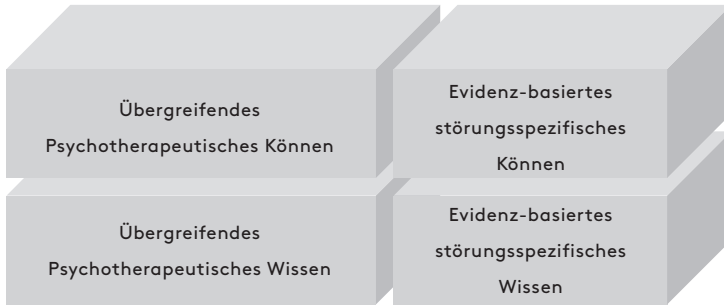 Übergreifendes
Psychotherapeutisches Können
Evidenz-basiertes
störungsspezifisches
Können
Übergreifendes
Psychotherapeutisches Wissen
Evidenz-basiertes
störungsspezifisches
Wissen